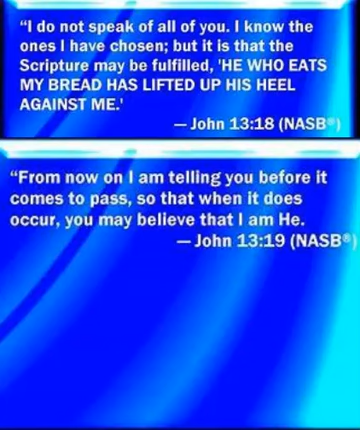 “I do not speak of all of you. I know the
ones I have chosen; but it is that the
Scripture may be fulfilled, 'HE WHO EATS
MY BREAD HAS LIFTED UP HIS HEEL
AGAINST ME.'
— John 13:18 (NASB®)
“From now on I am telling you before it
comes to pass, so that when it does
occur, you may believe that I am He.
— John 13:19 (NASB®)